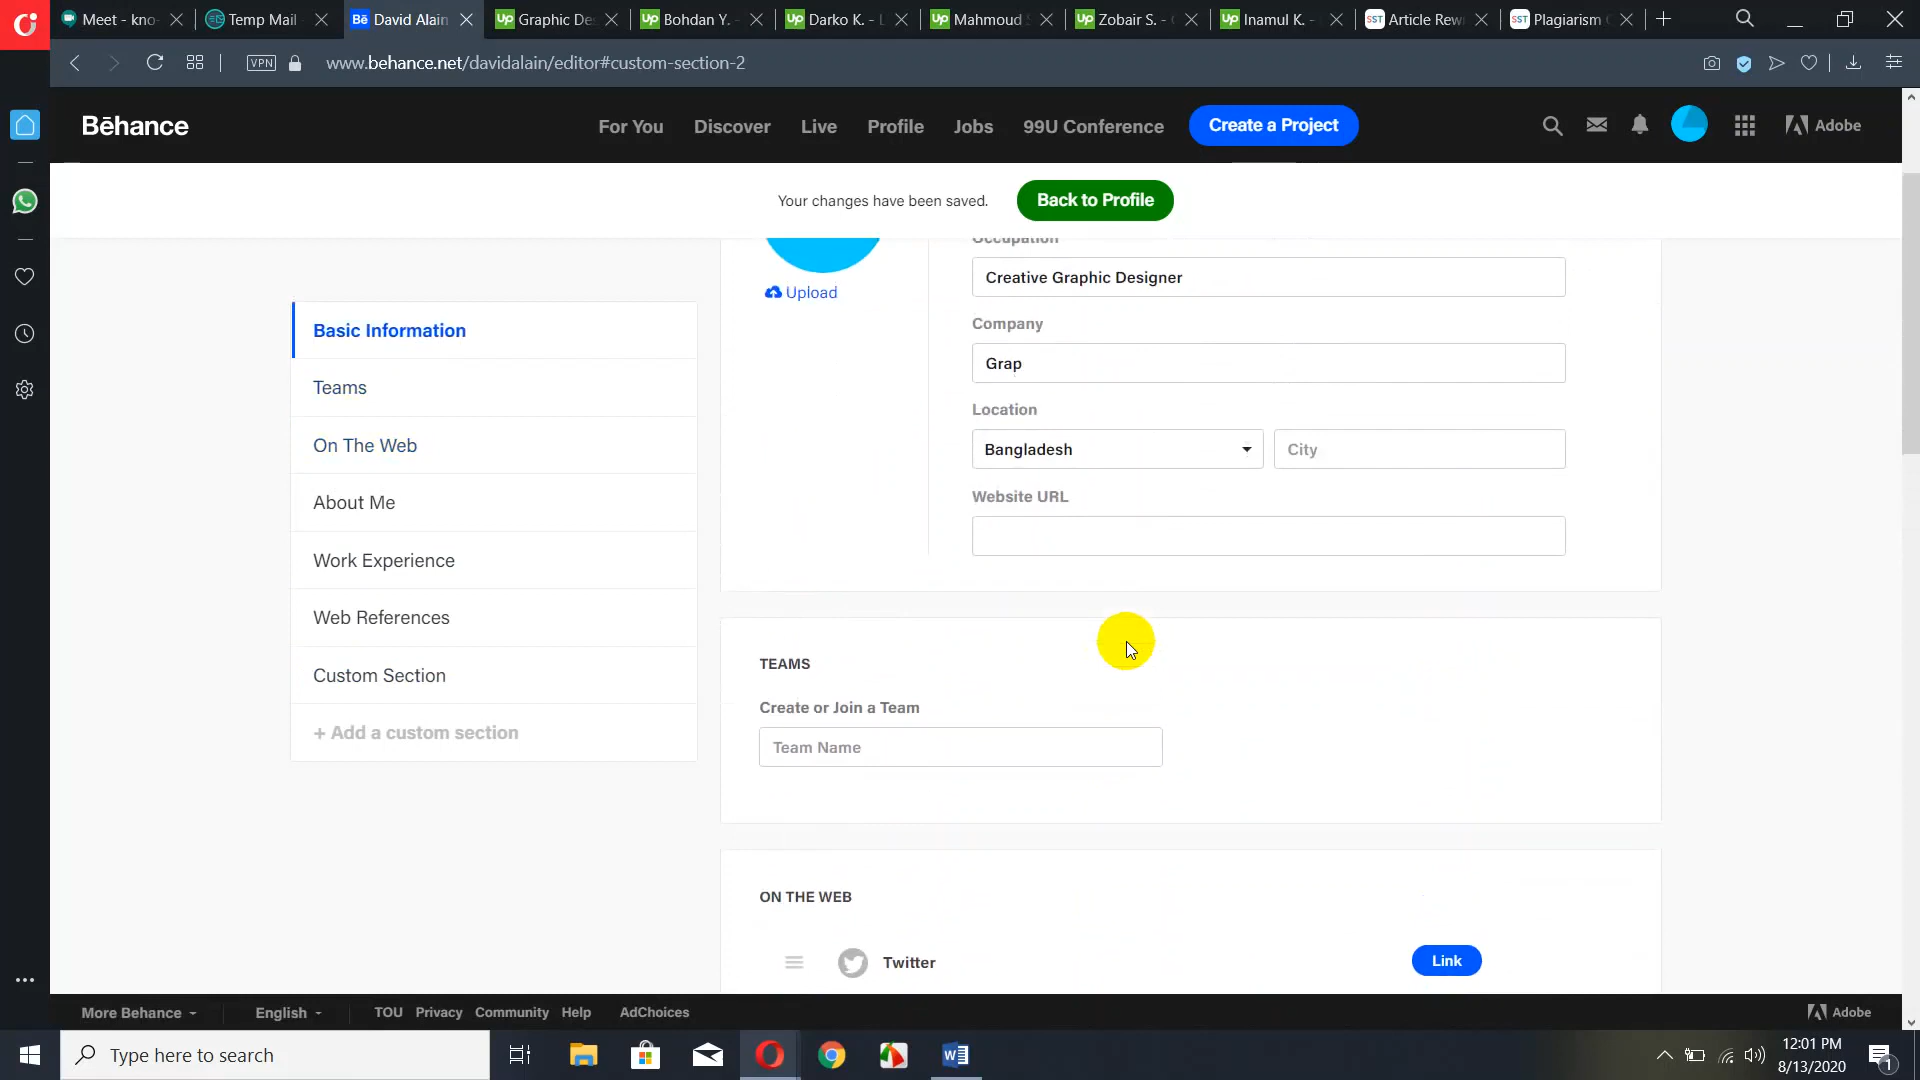 Meet - kno-
Temp Mail
David Alain
Graphic De
Bohdan Y. -
Darko K. -
Mahmoud
Zobair S. -
Inamul K. -
Article Rew
Plagiarism
VPN
www.behance.net/davidalain/editor#custom-section-2
Bēhance
For You
Discover
Live
Profile
Jobs
99U Conference
Create a Project
Adobe
Your changes have been saved.
Back to Profile
Occupation
Creative Graphic Designer
Upload
Company
Grap
Location
Bangladesh
City
Website URL
Basic Information
Teams
On The Web
About Me
Work Experience
Web References
Custom Section
+ Add a custom section
TEAMS
Create or Join a Team
Team Name
ON THE WEB
Twitter
Link
More Behance
English
TOU
Privacy
Community
Help
AdChoices
Adobe
Type here to search
12:01 PM
8/13/2020
1